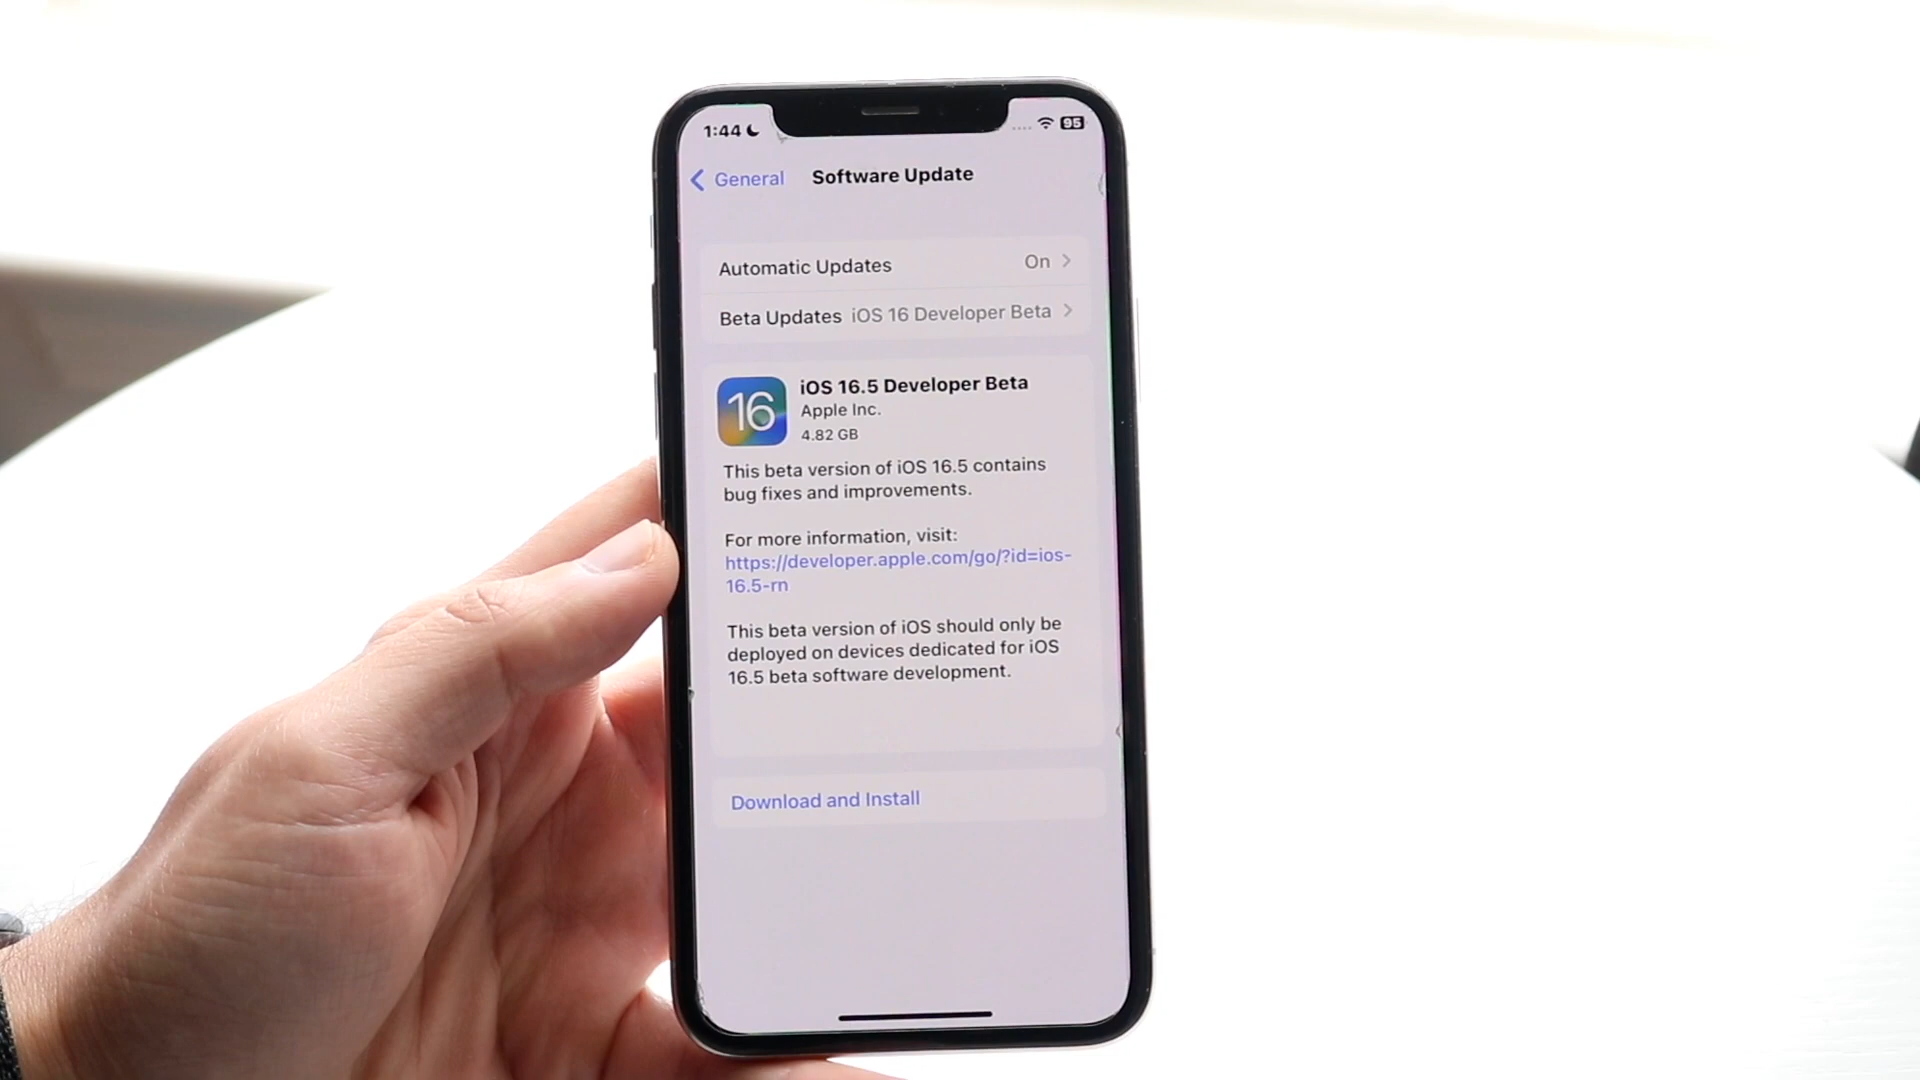 1:44
95
General
Software Update
Automatic Updates On
Beta Updates iOS 16 Developer Beta
16
iOS 16.5 Developer Beta
Apple Inc.
4.82 GB
This beta version of iOS 16.5 contains
bug fixes and improvements.
For more information, visit:
https://developer.apple.com/go/?id=ios-
16.5-rn
This beta version of iOS should only be
deployed on devices dedicated for iOS
16.5 beta software development.
Download and Install